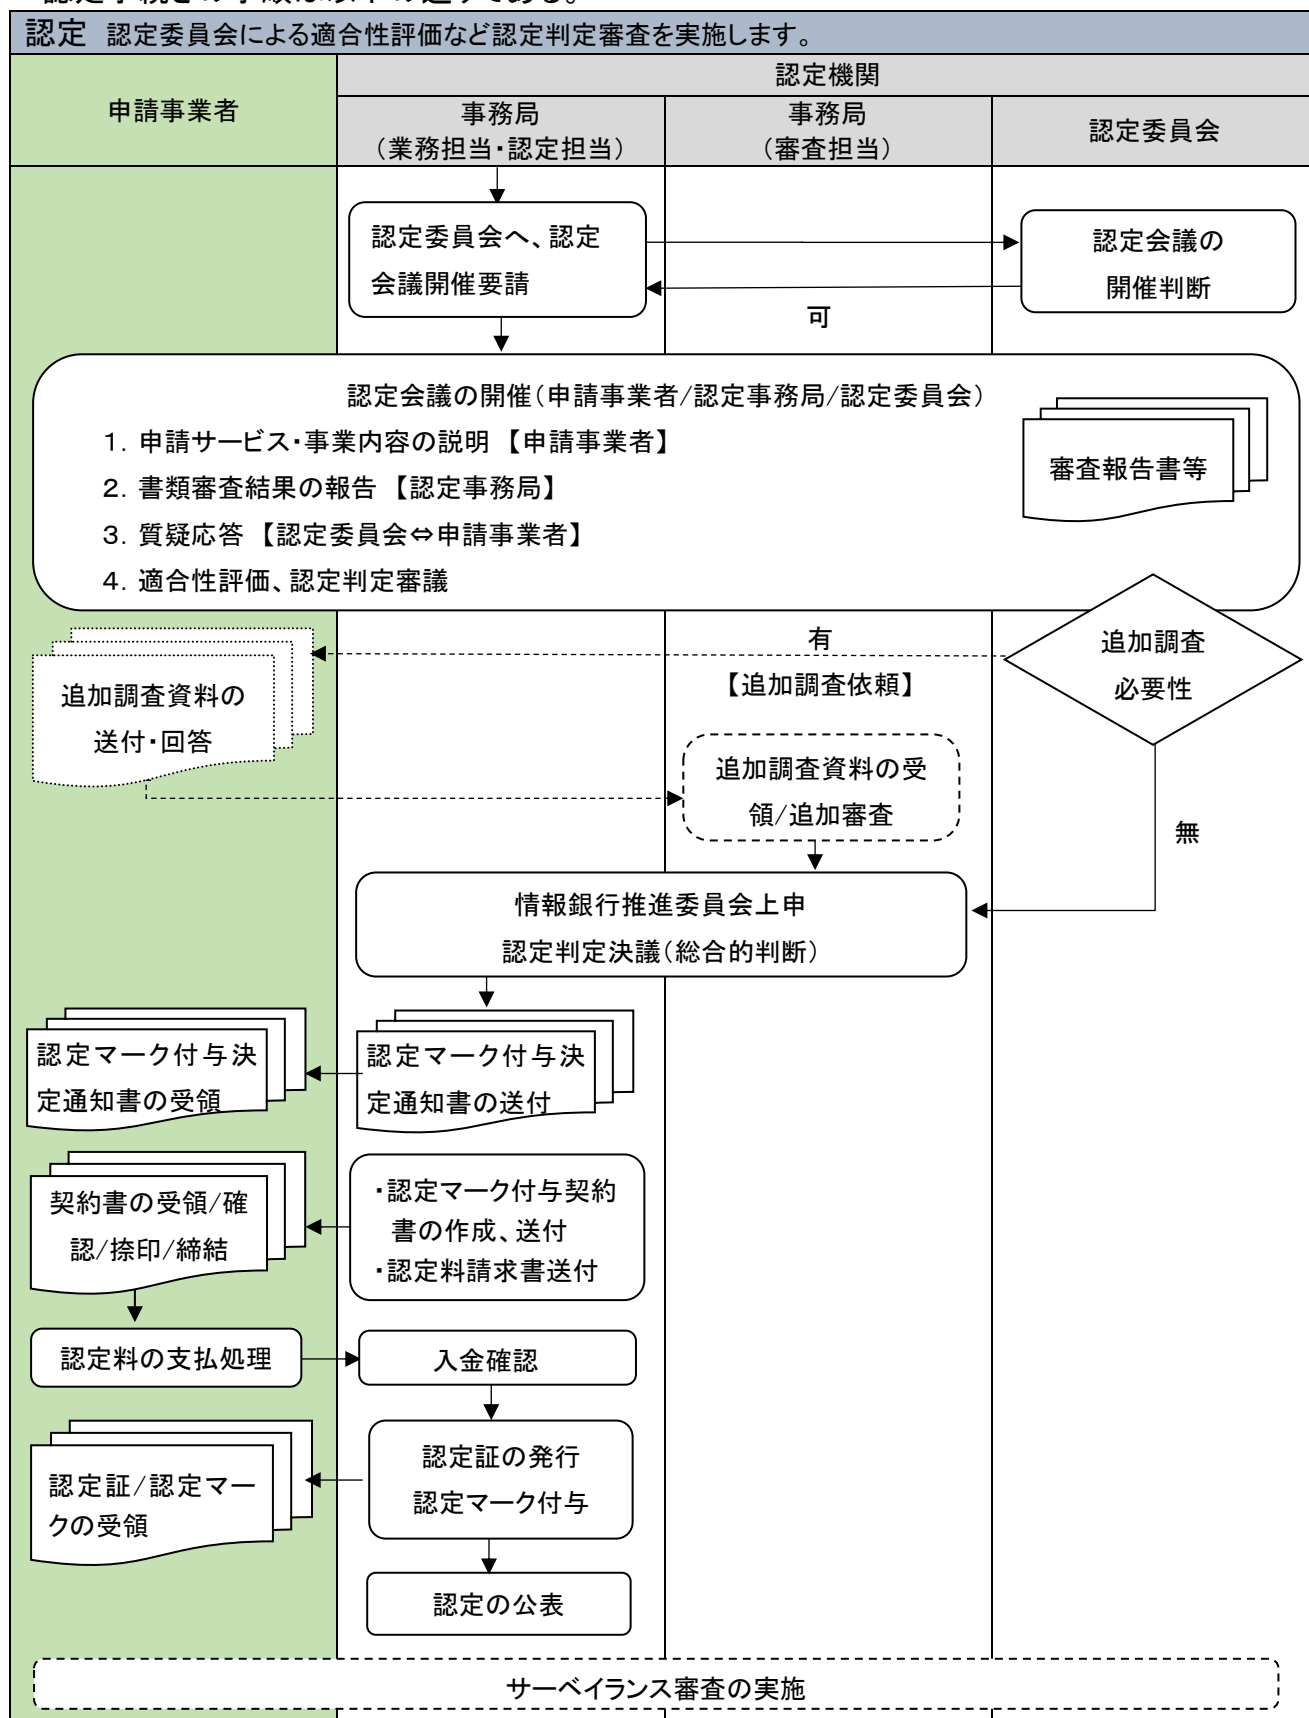 認定手続きの手順は以下の通りである。
認定 認定委員会による適合性評価など認定判定審査を実施します。
申請事業者
認定機関
事務局
(業務担当・認定担当)
事務局
(審査担当)
認定委員会
認定委員会へ、認定
会議開催要請
認定会議の
開催判断
可
認定会議の開催(申請事業者/認定事務局/認定委員会)
1. 申請サービス・事業内容の説明 【申請事業者】
2. 書類審査結果の報告 【認定事務局】
3. 質疑応答 【認定委員会⇔申請事業者】
4. 適合性評価、認定判定審議
審査報告書等
追加調査
必要性
有
【追加調査依頼】
無
追加調査資料の
送付・回答
追加調査資料の受
領/追加審査
情報銀行推進委員会上申
認定判定決議(総合的判断)
認定マーク付与決
定通知書の受領
認定マーク付与決
定通知書の送付
契約書の受領/確
認/捺印/締結
・認定マーク付与契約
書の作成、送付
・認定料請求書送付
認定料の支払処理
入金確認
認定証の発行
認定マーク付与
認定証/認定マー
クの受領
認定の公表
サーベイランス審査の実施